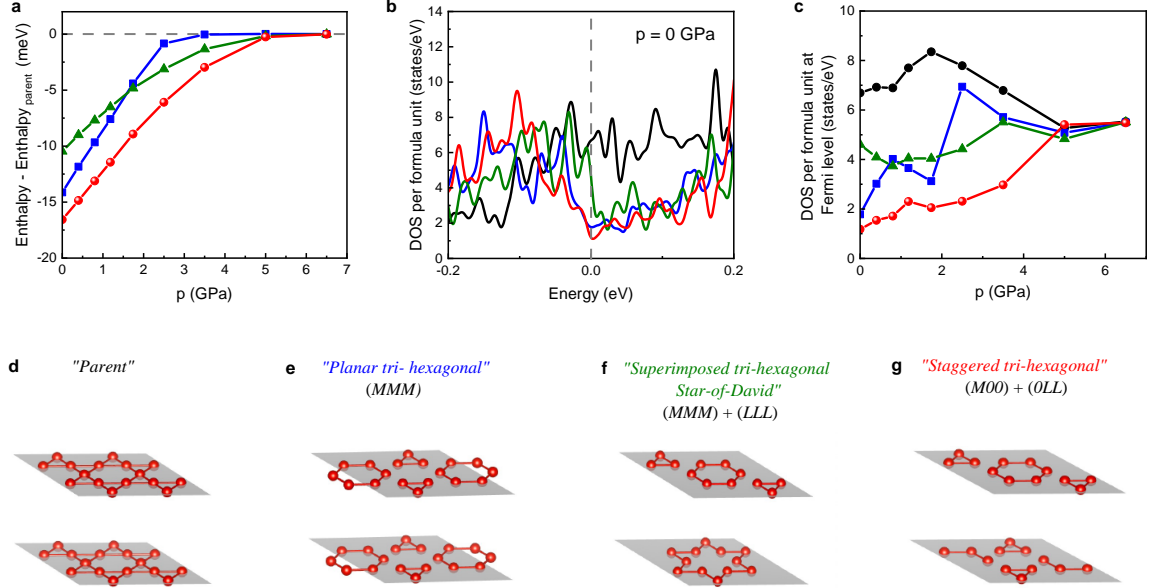 a
Enthalpy - Enthalpy_parent (meV)
0
-5
-10
-15
-20
0 1 2 3 4 5 6 7
p (GPa)
b
DOS per formula unit (states/eV)
14
12
10
8
6
4
2
0
p = 0 GPa
-0.2 0.0 0.2
Energy (eV)
c
DOS per formula unit at
Fermi level (states/eV)
10
8
6
4
2
0
0 2 4 6
p (GPa)
d
"Parent"
e
"Planar tri- hexagonal"
(MMM)
f
"Superimposed tri-hexagonal
Star-of-David"
(MMM) + (LLL)
g
"Staggered tri-hexagonal"
(M00) + (0LL)